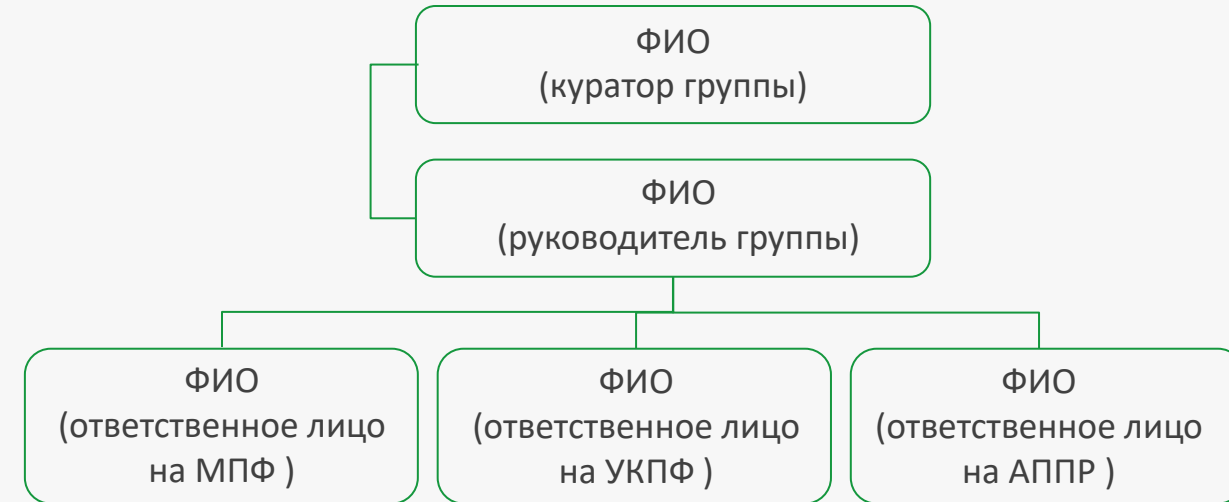 ФИО
(куратор группы)
ФИО
(руководитель группы)
ФИО
(ответственное лицо
на МПФ )
ФИО
(ответственное лицо
на УКПФ )
ФИО
(ответственное лицо
на АППР )